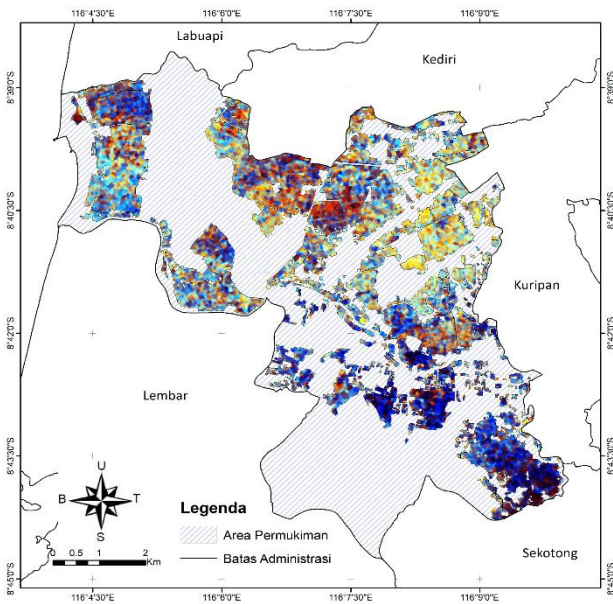 116°4'30"E 116°6'0"E 116°7'30"E 116°9'0"E
Labuapi
Kediri
8°39'0"S 8°39'0"S
8°40'30"S 8°40'30"S
Kuripan
8°42'0"S 8°42'0"S
Lembar
8°43'30"S 8°43'30"S
U
B T
S
Legenda
Area Permukiman
Batas Administrasi
0 0.5 1 2
Km
Sekotong
8°45'0"S 8°45'0"S
116°4'30"E 116°6'0"E 116°7'30"E 116°9'0"E